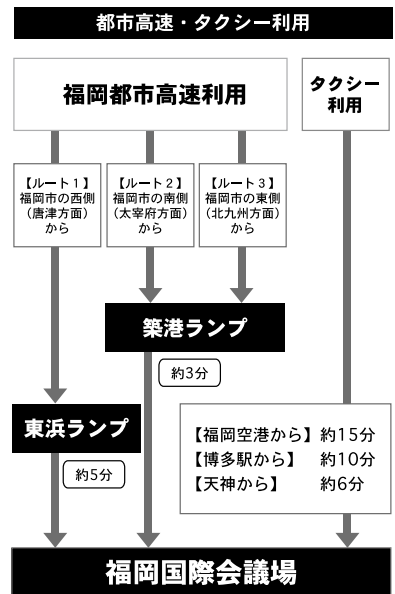 都市高速・タクシー利用
福岡都市高速利用
タクシー
利用
【ルート1】
福岡市の西側
(唐津方面)
から
【ルート2】
福岡市の南側
(太宰府方面)
から
【ルート3】
福岡市の東側
(北九州方面)
から
築港ランプ
約3分
東浜ランプ
約5分
【福岡空港から】約15分
【博多駅から】 約10分
【天神から】 約6分
福岡国際会議場